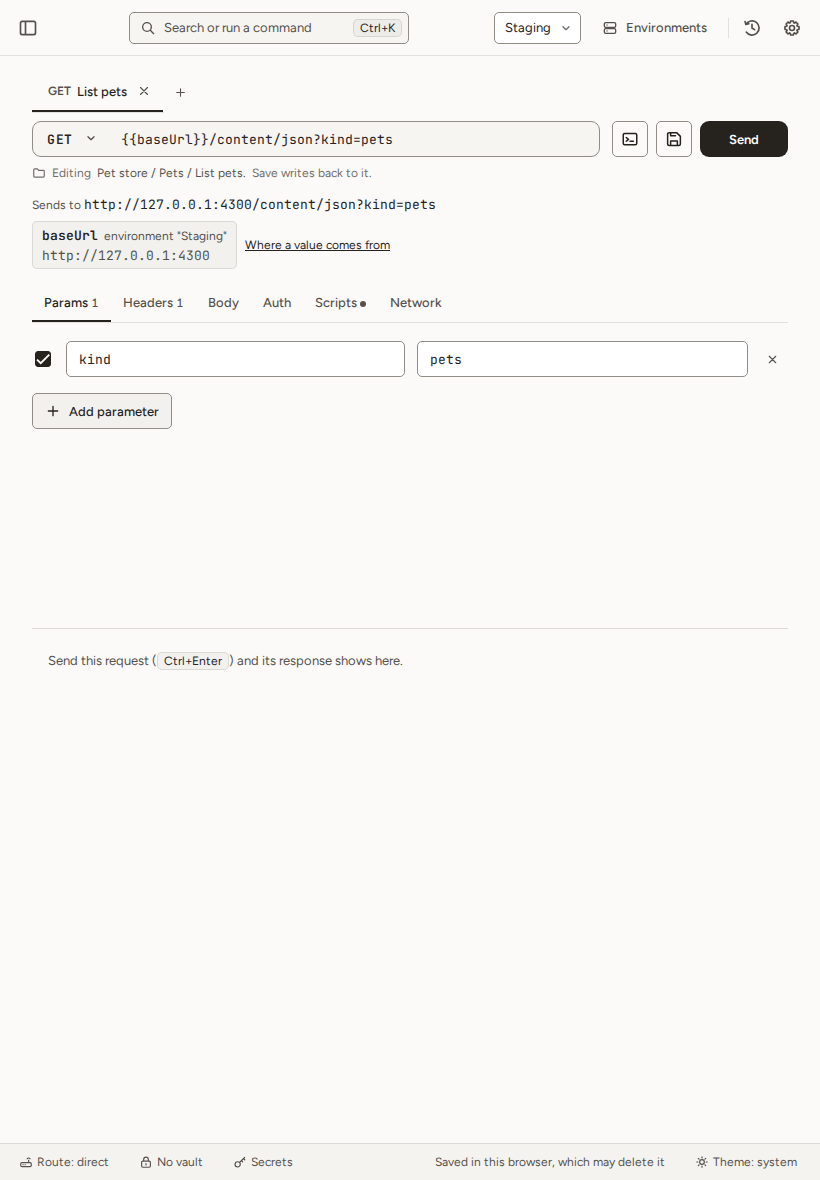 Search or run a command Ctrl+K Staging Environments
GET List pets
GET {{baseUrl}}/content/json?kind=pets Send
Editing Pet store / Pets / List pets. Save writes back to it.
Sends to http://127.0.0.1:4300/content/json?kind=pets
baseUrl environment "Staging"
http://127.0.0.1:4300
Where a value comes from
Params 1 Headers 1 Body Auth Scripts Network
kind pets
Add parameter
Send this request (Ctrl+Enter) and its response shows here.
Route: direct No vault Secrets Saved in this browser, which may delete it Theme: system